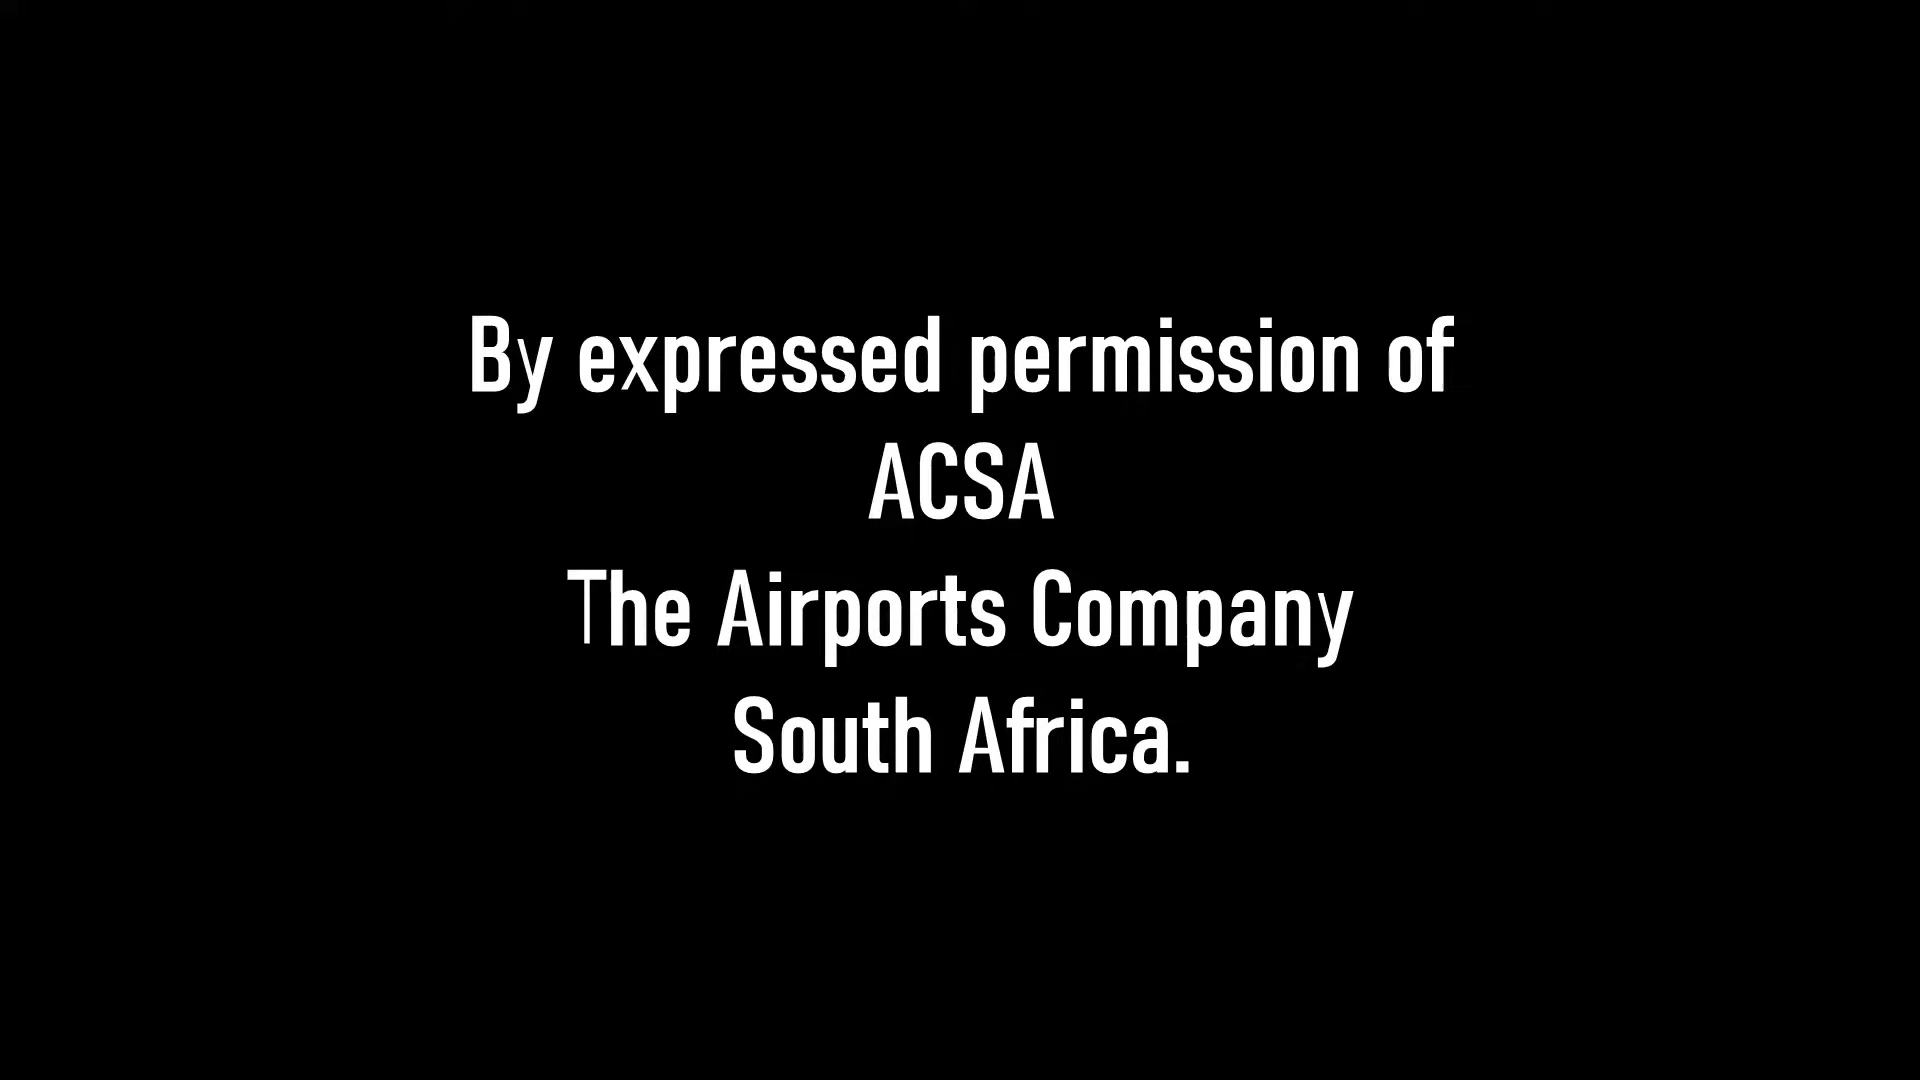 By expressed permission of
ACSA
The Airports Company
South Africa.